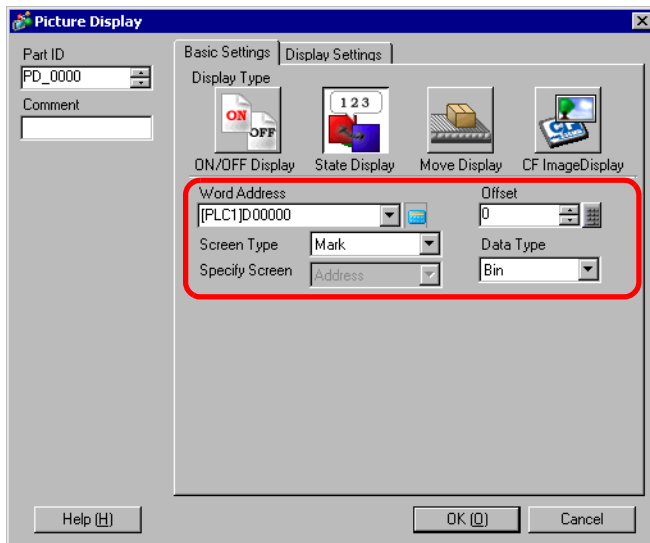 Picture Display
Part ID
PD_0000
Comment
Basic Settings
Display Settings
Display Type
ON
OFF
123
ON/OFF Display
State Display
Move Display
CF ImageDisplay
Word Address
Offset
[PLC1]D00000
0
Screen Type
Mark
Data Type
Specify Screen
Address
Bin
Help (H)
OK (O)
Cancel